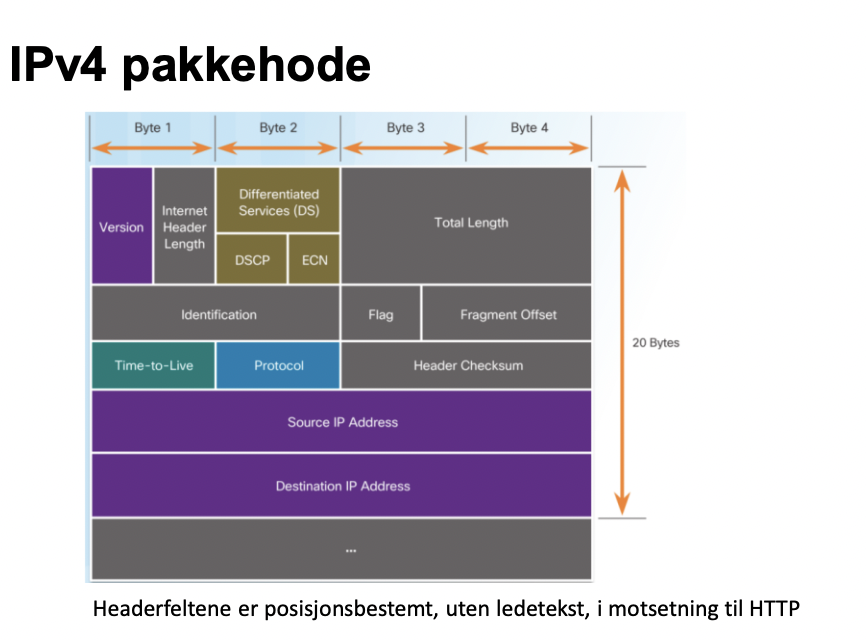 IPv4 pakkehode
Byte 1 Byte 2 Byte 3 Byte 4
Version
Internet
Header
Length
Differentiated
Services (DS)
DSCP ECN
Total Length
Identification Flag Fragment Offset
20 Bytes
Time-to-Live Protocol Header Checksum
Source IP Address
Destination IP Address
...
Headerfeltene er posisjonsbestemt, uten ledetekst, i motsetning til HTTP